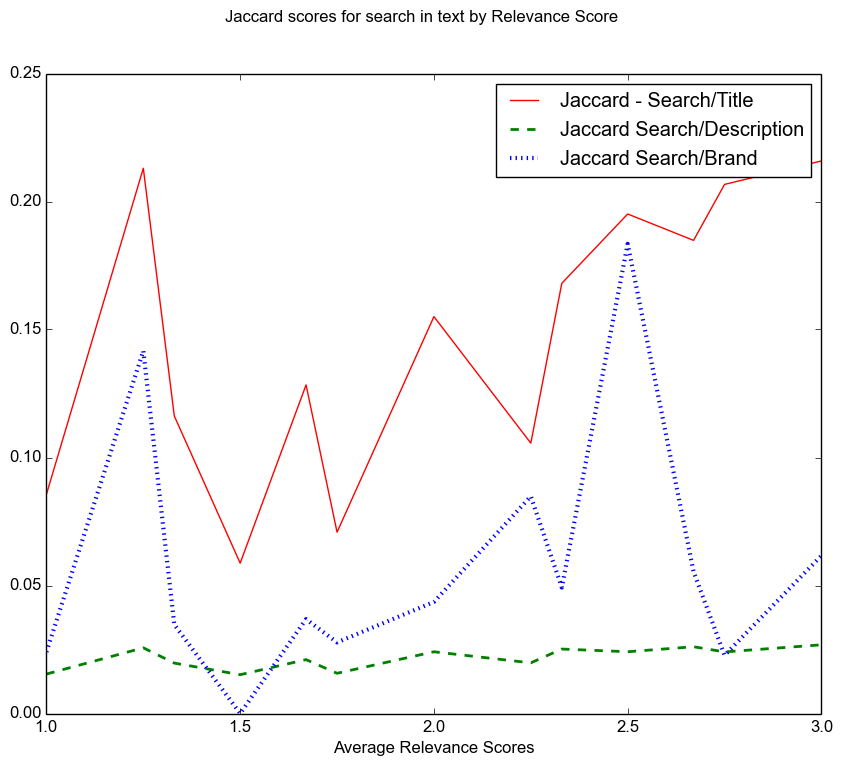 Jaccard scores for search in text by Relevance Score
0.25
0.20
0.15
0.10
0.05
0.00
Jaccard - Search/Title
Jaccard Search/Description
Jaccard Search/Brand
1.0 1.5 2.0 2.5 3.0
Average Relevance Scores